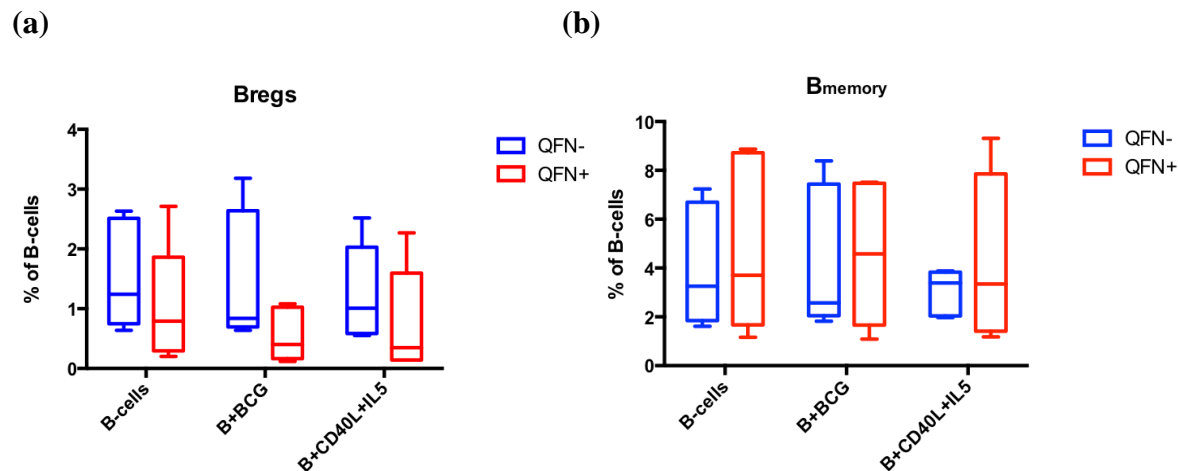 (a)
Bregs
% of B-cells
4
3
2
1
0
B-cells
B+BCG
B+CD40L+IL5
QFN-
QFN+
(b)
Bmemory
% of B-cells
10
8
6
4
2
0
B-cells
B+BCG
B+CD40L+IL5
QFN-
QFN+